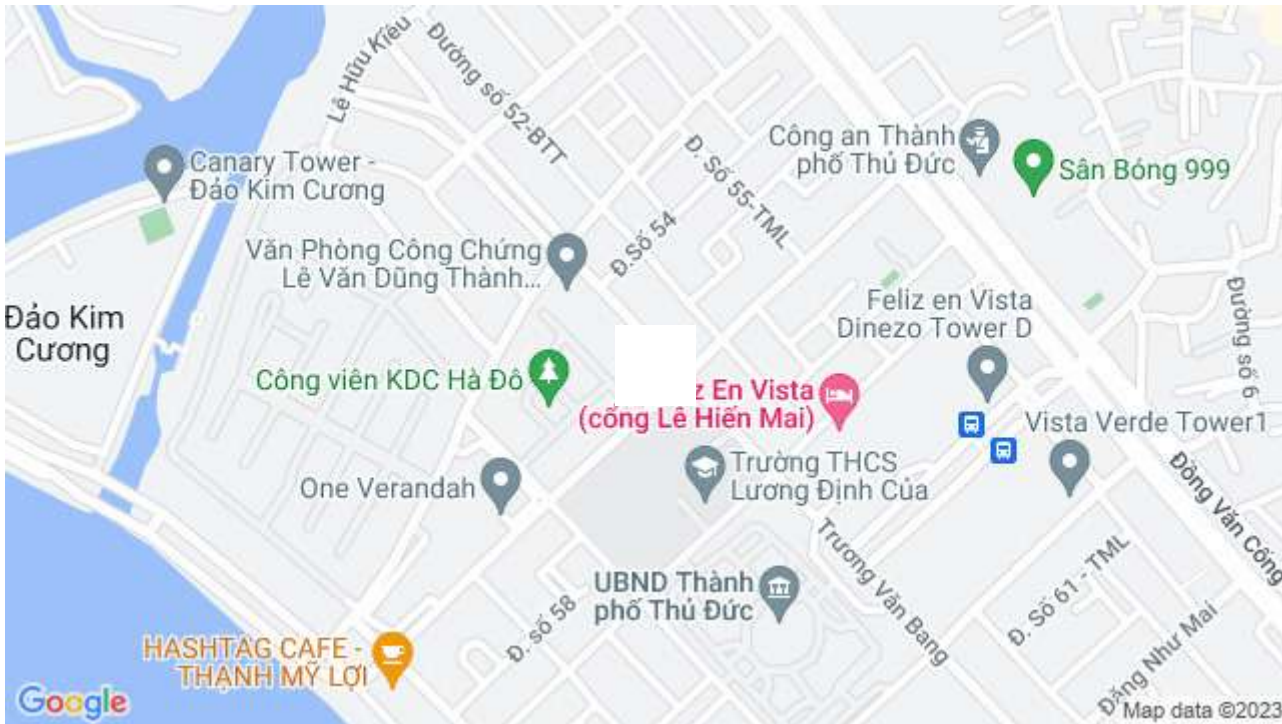 Lê Hữu Kiều
Đường số 52-BTT
Đ. Số 55-TML
Công an Thành
phố Thủ Đức
Sân Bóng 999
Canary Tower -
Đảo Kim Cương
Đ.Số 54
Văn Phòng Công Chứng
Lê Văn Dũng Thành...
Feliz en Vista
Dinezo Tower D
Đường số 6
Đảo Kim
Cương
Công viên KDC Hà Đô
z En Vista
(cổng Lê Hiến Mai)
Vista Verde Tower1
Trường THCS
Lương Định Của
One Verandah
Đồng Văn Cống
Trương Văn Bang
Đ. Số 61 - TML
UBND Thành
phố Thủ Đức
Đ. số 58
Đặng Như Mai
HASHTAG CAFE -
THẠNH MỸ LỢI
Google
Map data ©2023